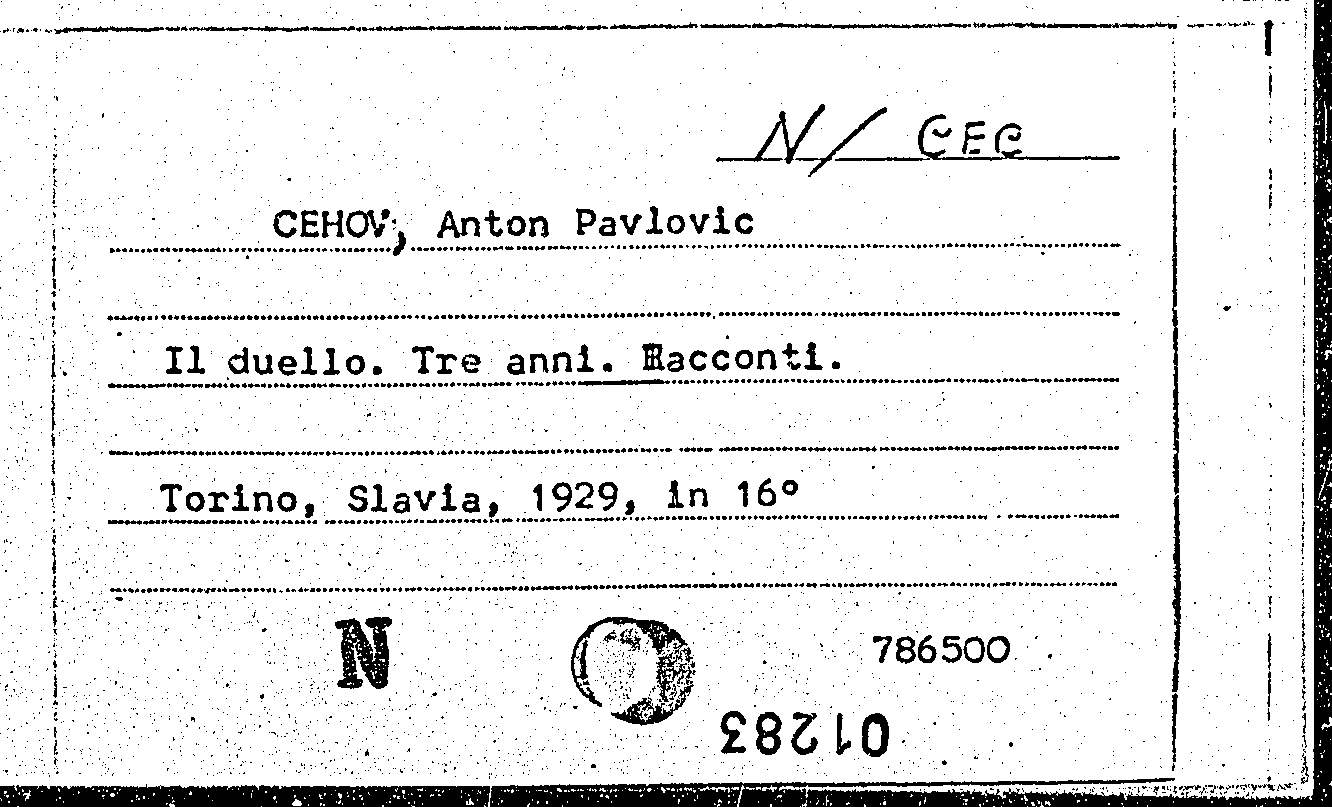 N/ CEC
CEHOV, Anton Pavlovic
Il duello. Tre anni. Racconti.
Torino, Slavia, 1929, in 16°
N
786500
01283